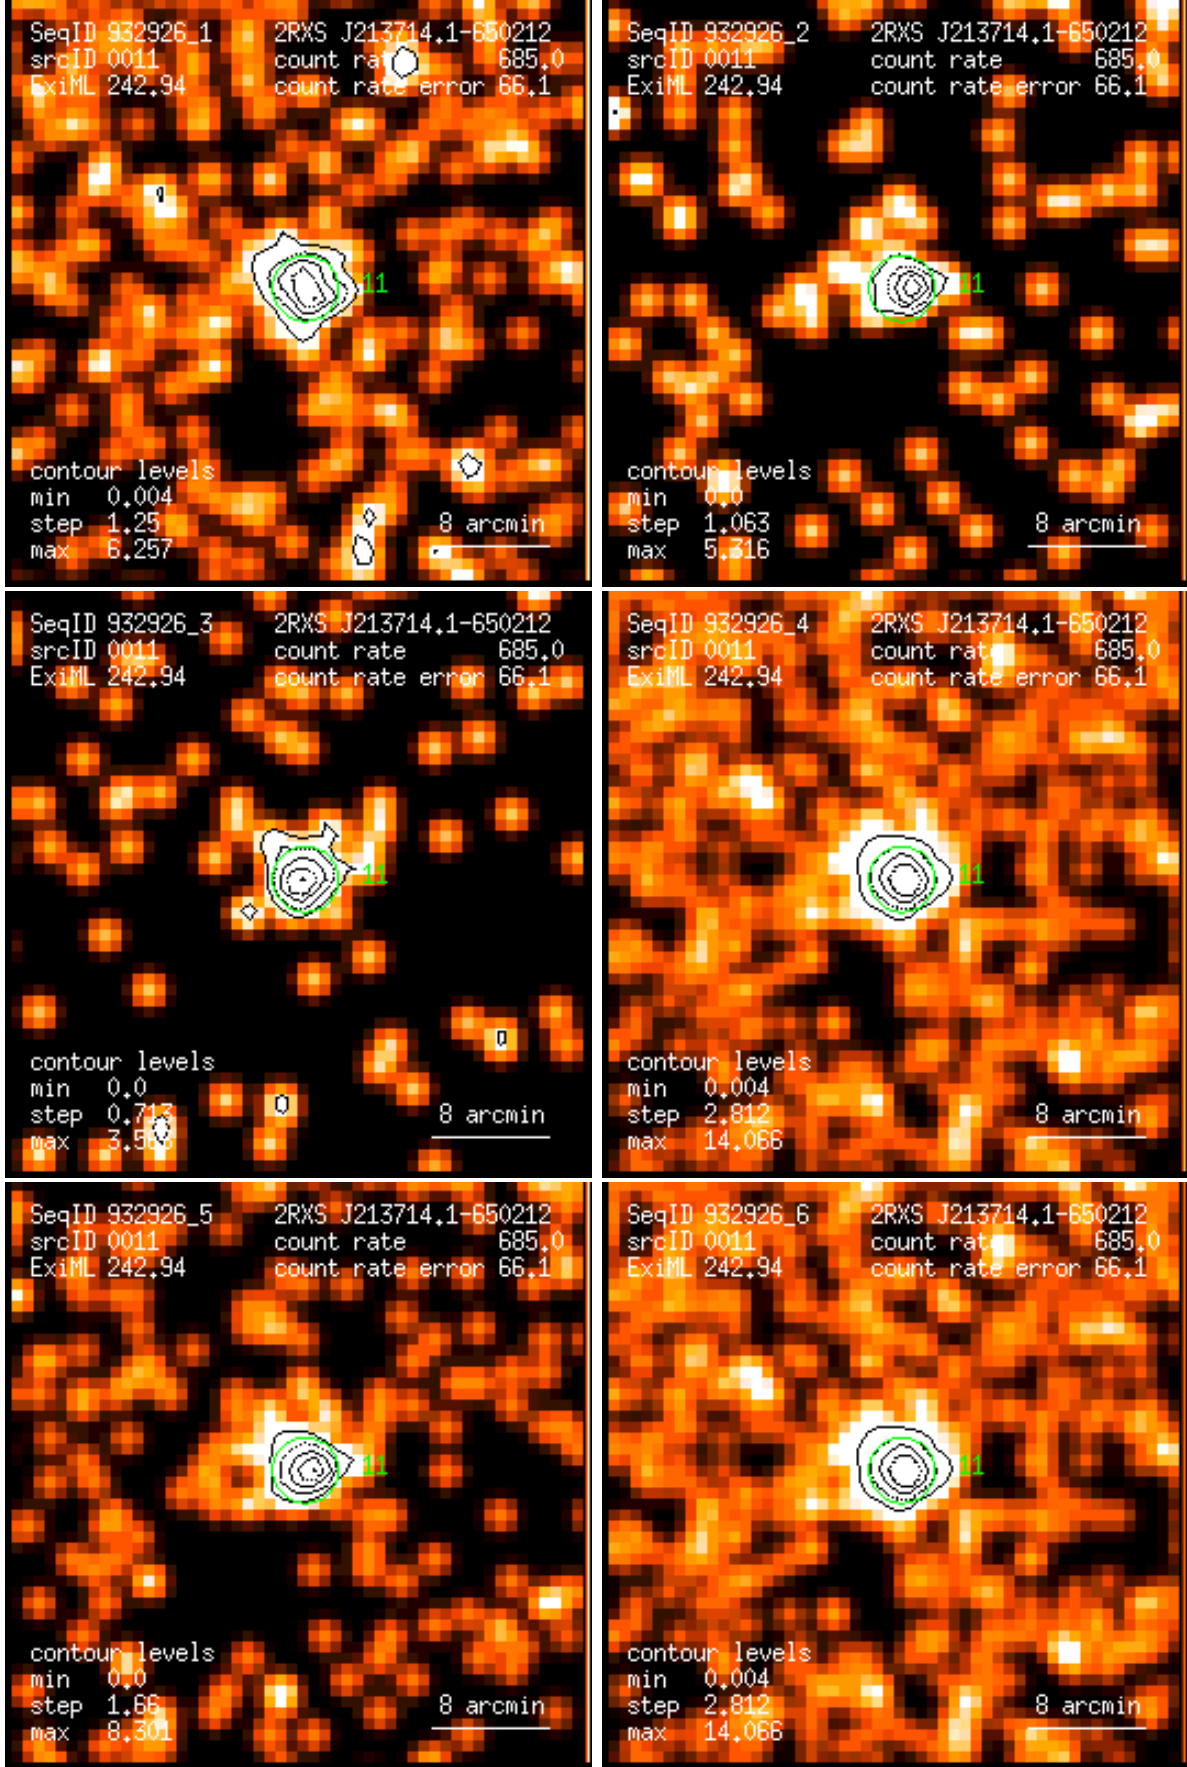 SeqID 932926_1 2RXS J213714.1-650212
srcID 0011 count rate 685.0
ExiML 242.94 count rate error 66.1
11
contour levels
min 0.004
step 1.25
max 6.257
8 arcmin
SeqID 932926_2 2RXS J213714.1-650212
srcID 0011 count rate 685.0
ExiML 242.94 count rate error 66.1
11
contour levels
min 0.0
step 1.063
max 5.316
8 arcmin
SeqID 932926_3 2RXS J213714.1-650212
srcID 0011 count rate 685.0
ExiML 242.94 count rate error 66.1
11
contour levels
min 0.0
step 0.713
max
8 arcmin
SeqID 932926_4 2RXS J213714.1-650212
srcID 0011 count rate 685.0
ExiML 242.94 count rate error 66.1
11
contour levels
min 0.004
step 2.812
max 14.066
8 arcmin
SeqID 932926_5 2RXS J213714.1-650212
srcID 0011 count rate 685.0
ExiML 242.94 count rate error 66.1
11
contour levels
min 0.0
step 1.66
max 8.301
8 arcmin
SeqID 932926_6 2RXS J213714.1-650212
srcID 0011 count rate 685.0
ExiML 242.94 count rate error 66.1
11
contour levels
min 0.004
step 2.812
max 14.066
8 arcmin